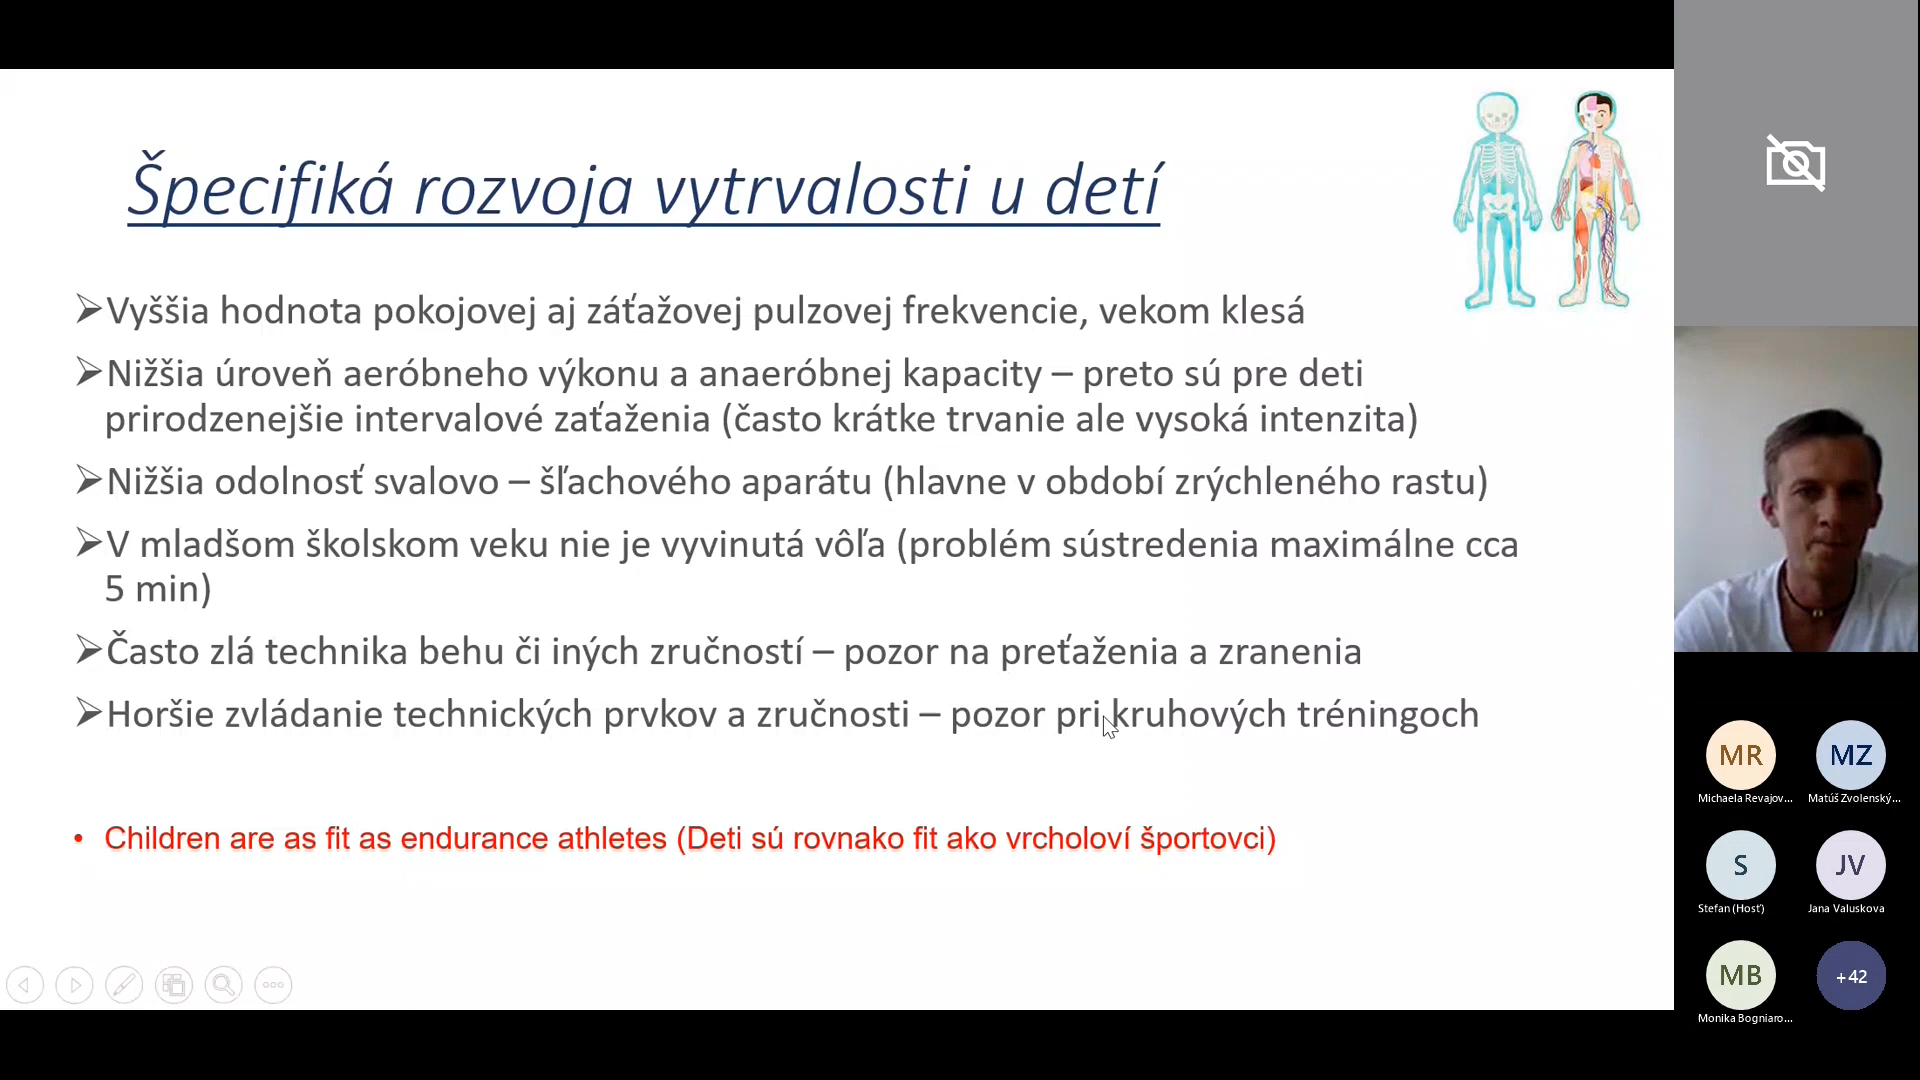 Špecifiká rozvoja vytrvalosti u detí
➢Vyššia hodnota pokojovej aj záťažovej pulzovej frekvencie, vekom klesá
➢Nižšia úroveň aeróbneho výkonu a anaeróbnej kapacity – preto sú pre deti
prirodzenejšie intervalové zaťaženia (často krátke trvanie ale vysoká intenzita)
➢Nižšia odolnosť svalovo – šľachového aparátu (hlavne v období zrýchleného rastu)
➢V mladšom školskom veku nie je vyvinutá vôľa (problém sústredenia maximálne cca
5 min)
➢Často zlá technika behu či iných zručností – pozor na preťaženia a zranenia
➢Horšie zvládanie technických prvkov a zručnosti – pozor pri kruhových tréningoch
• Children are as fit as endurance athletes (Deti sú rovnako fit ako vrcholoví športovci)
MR
MZ
Michaela Revajov...
Matúš Zvolenský...
S
JV
Stefan (Hosť)
Jana Valuskova
MB
+42
Monika Bogniaro...